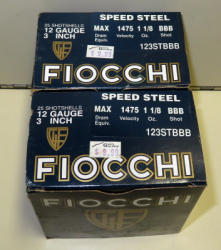 SPEED STEEL
25 SHOTSHELLS
12 GAUGE
3 INCH
MAX 1475 1 1/8 BBB
Dram Equiv. Velocity Oz. Shot
123STBBB
FIOCCHI
SPEED STEEL
25 SHOTSHELLS
12 GAUGE
3 INCH
MAX 1475 1 1/8 BBB
Dram Equiv. Velocity Oz. Shot
123STBBB
FIOCCHI